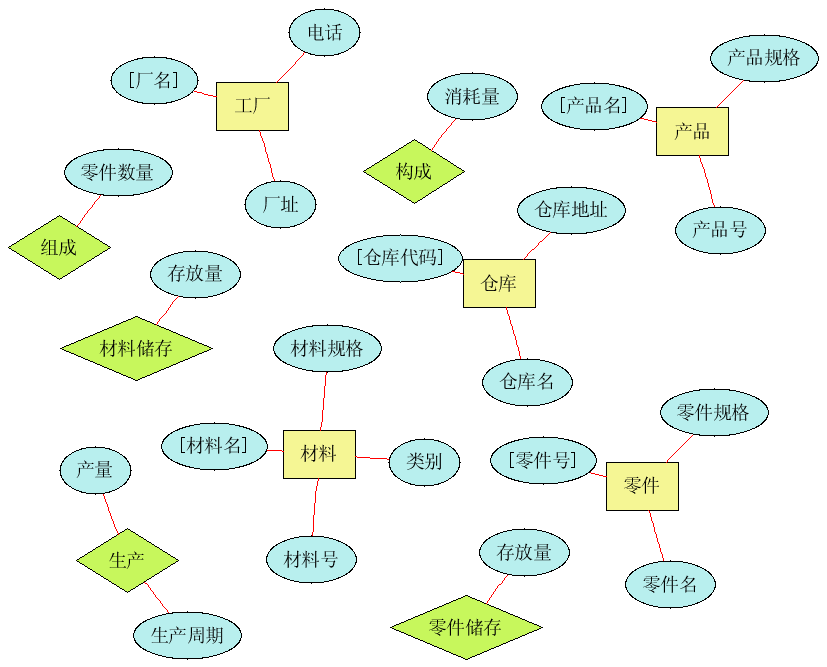 电话
[厂名]
工厂
厂址
消耗量
构成
产品规格
[产品名]
产品
产品号
零件数量
组成
仓库地址
[仓库代码]
仓库
仓库名
存放量
材料储存
材料规格
[材料名]
材料
类别
材料号
零件规格
[零件号]
零件
零件名
产量
生产
生产周期
存放量
零件储存